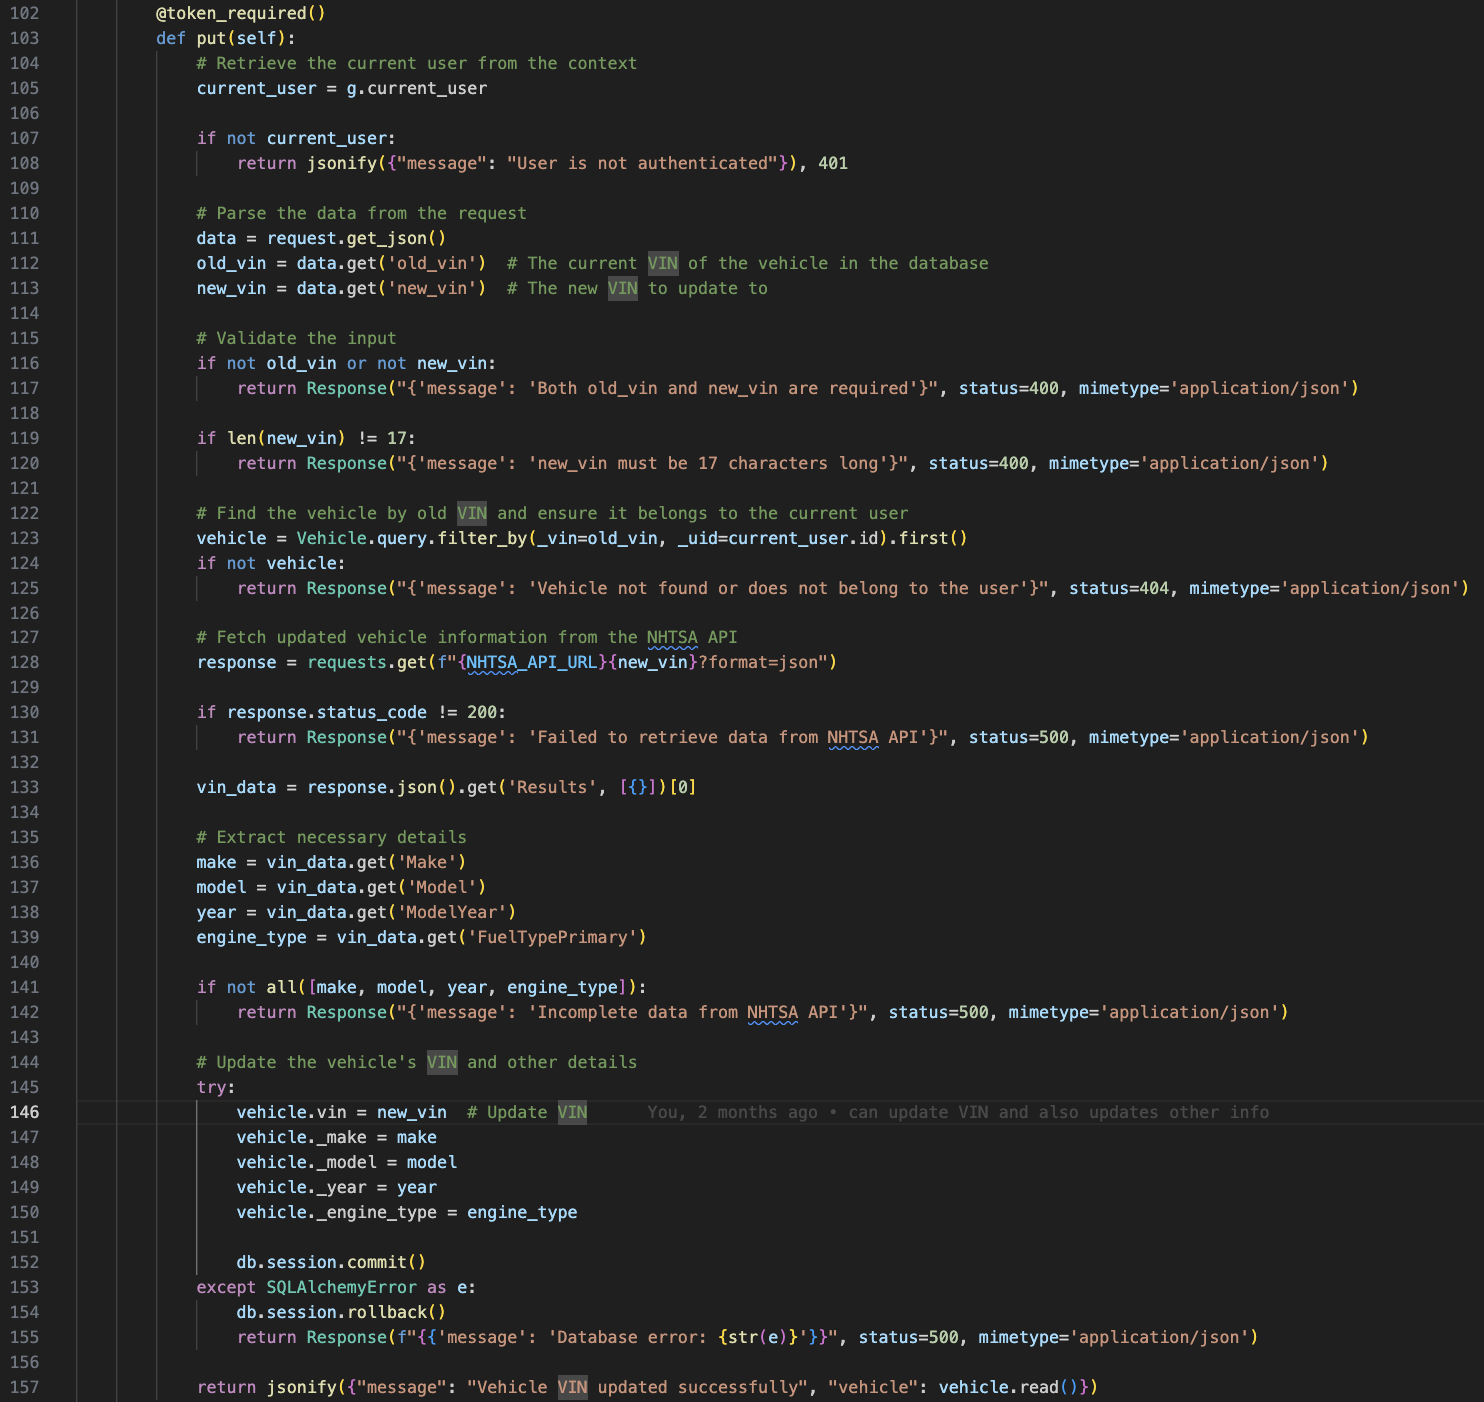 102 @token_required()
103 def put(self):
104 # Retrieve the current user from the context
105 current_user = g.current_user
106
107 if not current_user:
108 return jsonify({"message": "User is not authenticated"}), 401
109
110 # Parse the data from the request
111 data = request.get_json()
112 old_vin = data.get('old_vin')  # The current VIN of the vehicle in the database
113 new_vin = data.get('new_vin')  # The new VIN to update to
114
115 # Validate the input
116 if not old_vin or not new_vin:
117 return Response("{'message': 'Both old_vin and new_vin are required'}", status=400, mimetype='application/json')
118
119 if len(new_vin) != 17:
120 return Response("{'message': 'new_vin must be 17 characters long'}", status=400, mimetype='application/json')
121
122 # Find the vehicle by old VIN and ensure it belongs to the current user
123 vehicle = Vehicle.query.filter_by(_vin=old_vin, _uid=current_user.id).first()
124 if not vehicle:
125 return Response("{'message': 'Vehicle not found or does not belong to the user'}", status=404, mimetype='application/json')
126
127 # Fetch updated vehicle information from the NHTSA API
128 response = requests.get(f"{NHTSA_API_URL}{new_vin}?format=json")
129
130 if response.status_code != 200:
131 return Response("{'message': 'Failed to retrieve data from NHTSA API'}", status=500, mimetype='application/json')
132
133 vin_data = response.json().get('Results', [{}])[0]
134
135 # Extract necessary details
136 make = vin_data.get('Make')
137 model = vin_data.get('Model')
138 year = vin_data.get('ModelYear')
139 engine_type = vin_data.get('FuelTypePrimary')
140
141 if not all([make, model, year, engine_type]):
142 return Response("{'message': 'Incomplete data from NHTSA API'}", status=500, mimetype='application/json')
143
144 # Update the vehicle's VIN and other details
145 try:
146 vehicle.vin = new_vin  # Update VIN You, 2 months ago • can update VIN and also updates other info
147 vehicle._make = make
148 vehicle._model = model
149 vehicle._year = year
150 vehicle._engine_type = engine_type
151
152 db.session.commit()
153 except SQLAlchemyError as e:
154 db.session.rollback()
155 return Response(f"{{'message': 'Database error: {str(e)}'}}", status=500, mimetype='application/json')
156
157 return jsonify({"message": "Vehicle VIN updated successfully", "vehicle": vehicle.read()})